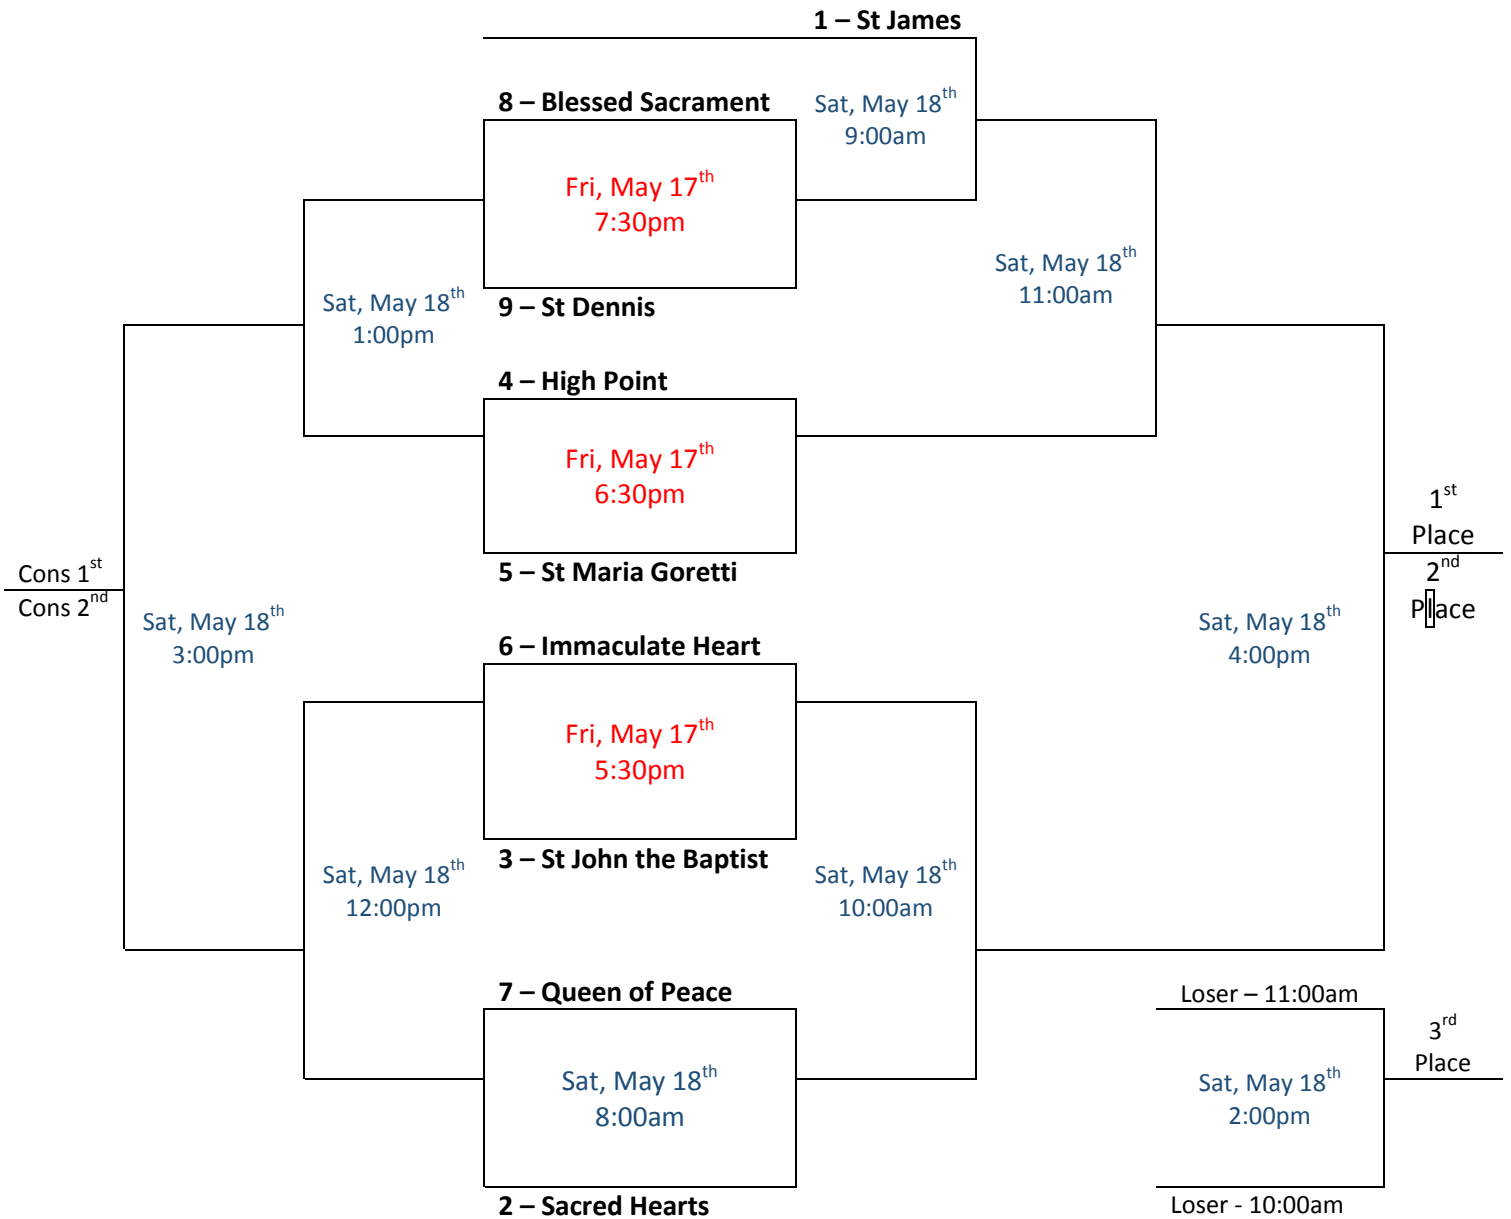 1 – St James
8 – Blessed Sacrament
Sat, May 18th
9:00am
Fri, May 17th
7:30pm
Sat, May 18th
11:00am
Sat, May 18th
1:00pm
9 – St Dennis
4 – High Point
Fri, May 17th
6:30pm
1st
Place
2nd
Place
Cons 1st
Cons 2nd
5 – St Maria Goretti
Sat, May 18th
3:00pm
Sat, May 18th
4:00pm
6 – Immaculate Heart
Fri, May 17th
5:30pm
3 – St John the Baptist
Sat, May 18th
12:00pm
Sat, May 18th
10:00am
7 – Queen of Peace
Loser – 11:00am
3rd
Place
Sat, May 18th
8:00am
Sat, May 18th
2:00pm
2 – Sacred Hearts
Loser - 10:00am